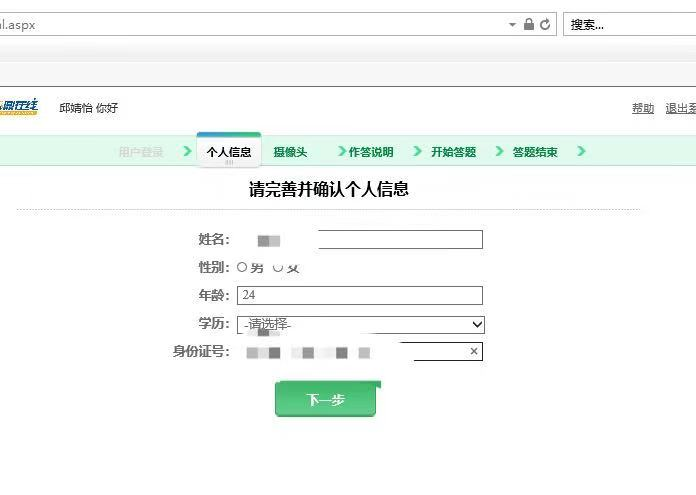 al.aspx
搜索...
邱婧怡 你好
帮助 退出系
用户登录 个人信息 摄像头 作答说明 开始答题 答题结束
请完善并确认个人信息
姓名:
性别: 男 女
年龄: 24
学历: -请选择-
身份证号:
下一步